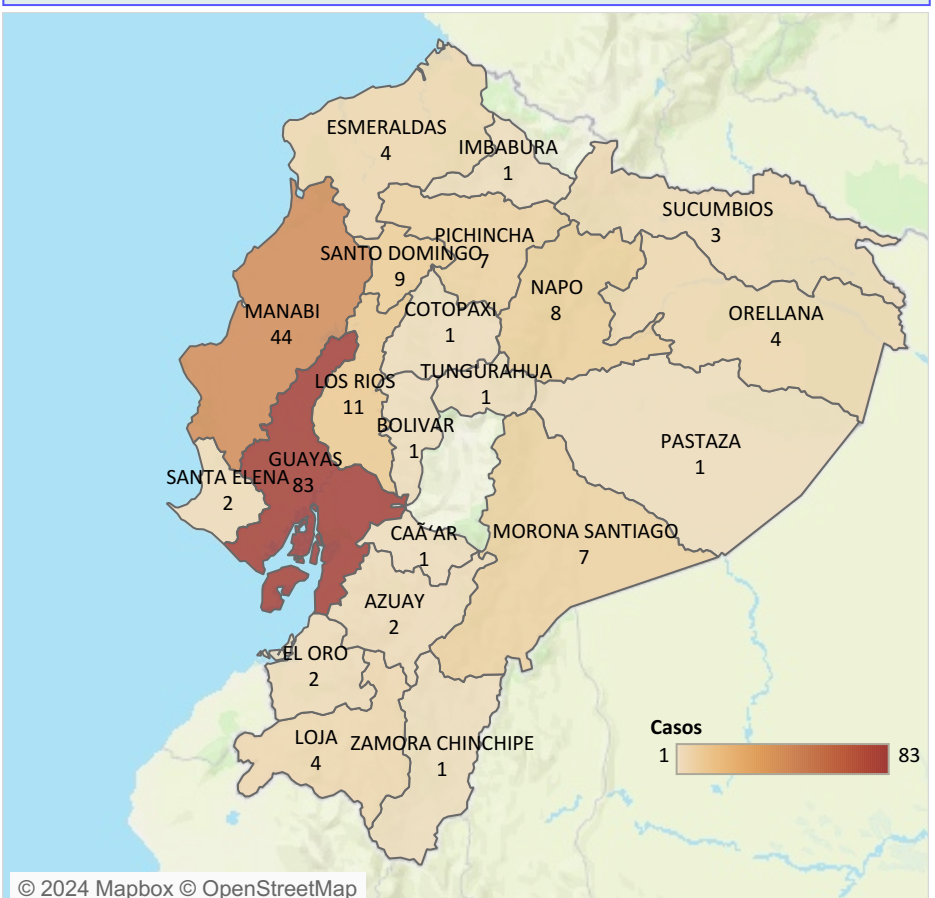 ESMERALDAS
4
IMBABURA
1
SUCUMBIOS
3
PICHINCHA
7
SANTO DOMINGO
9
NAPO
8
COTOPAXI
1
MANABI
44
ORELLANA
4
TUNGURAHUA
1
LOS RIOS
11
BOLIVAR
1
PASTAZA
1
GUAYAS
83
SANTA ELENA
2
CAÃ‘AR
1
MORONA SANTIAGO
7
AZUAY
2
EL ORO
2
LOJA
4
ZAMORA CHINCHIPE
1
Casos
1 83
© 2024 Mapbox © OpenStreetMap